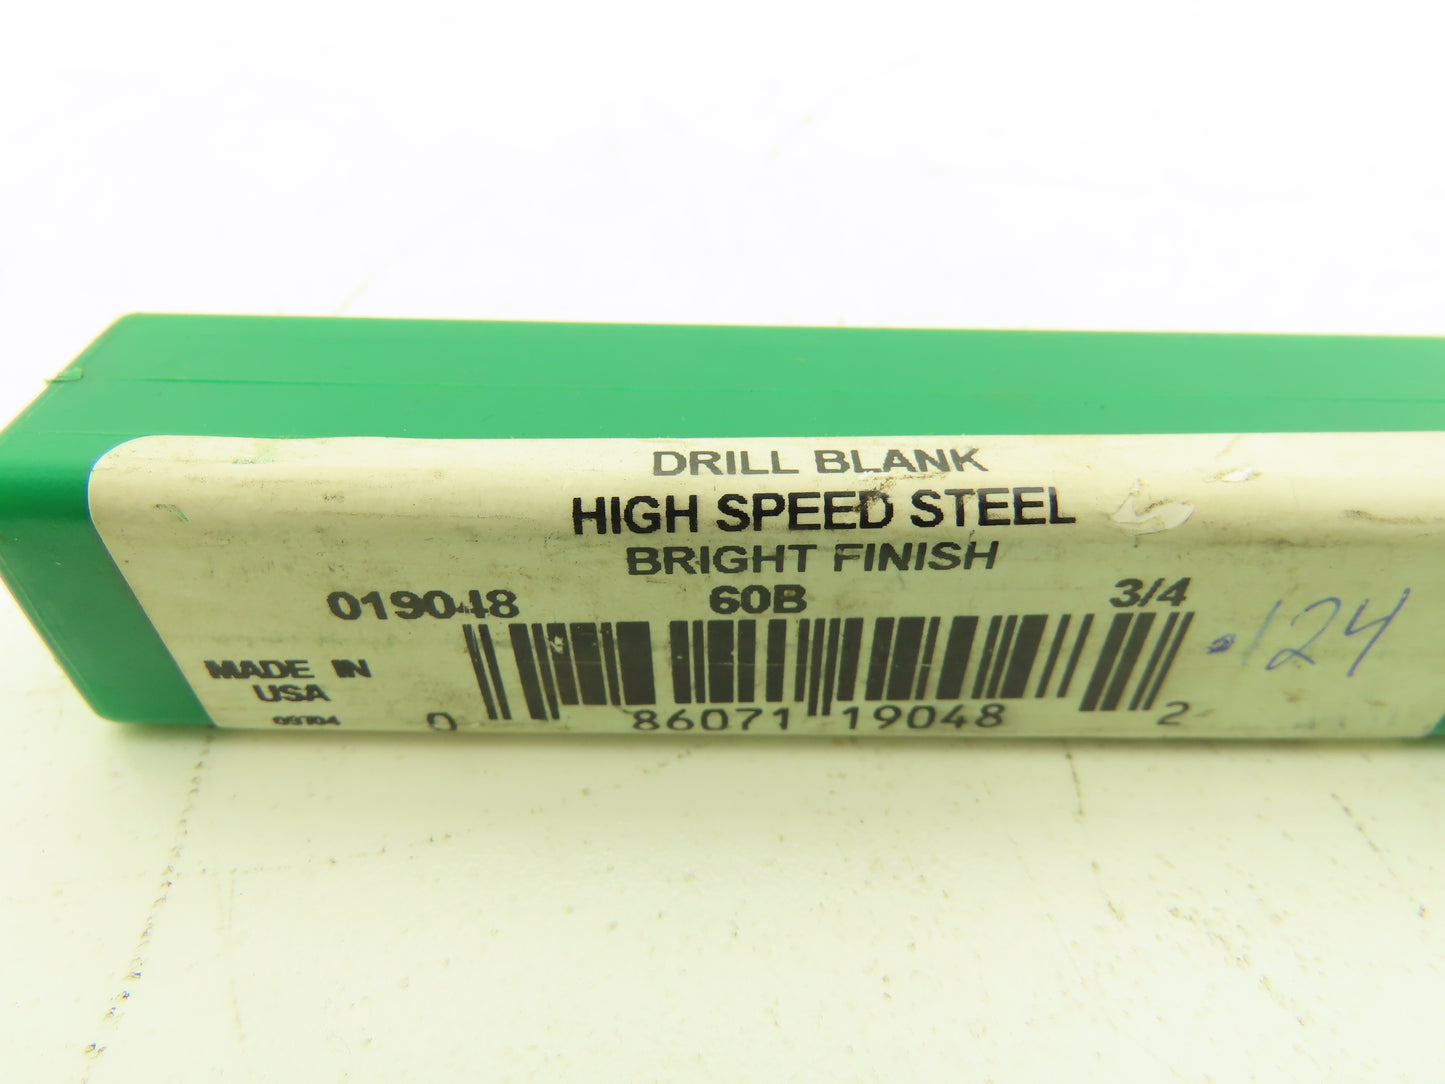 DRILL BLANK
HIGH SPEED STEEL
BRIGHT FINISH
019048 60B 3/4
.124
MADE IN
USA
0 86071 19048 2